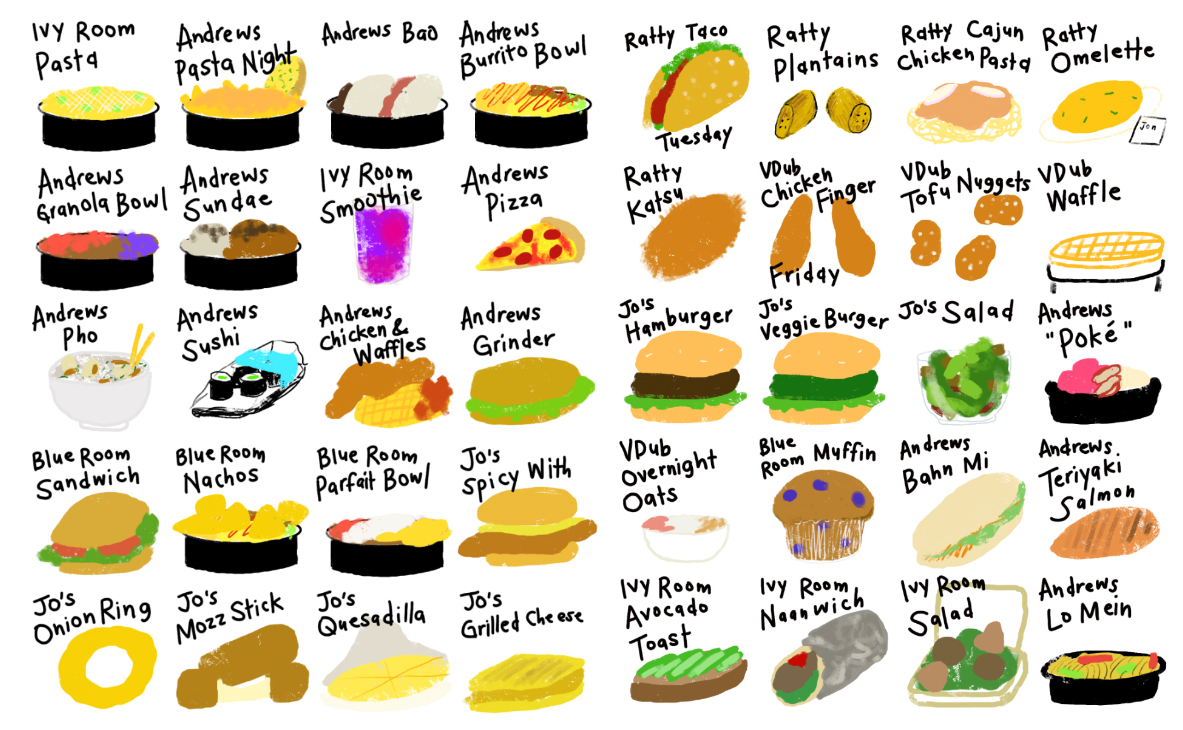 Ivy Room
Pasta
Andrews
Pasta Night
Andrews Bao
Andrews
Burrito Bowl
Ratty Taco
Tuesday
Ratty
Plantains
Ratty Cajun
Chicken Pasta
Ratty
Omelette
Jon
Andrews
Granola Bowl
Andrews
Sundae
Ivy Room
Smoothie
Andrews
Pizza
Ratty
Katsu
VDub
Chicken
Finger
Friday
VDub
Tofu Nuggets
VDub
Waffle
Andrews
Pho
Andrews
Sushi
Andrews
Chicken &
Waffles
Andrews
Grinder
Jo's
Hamburger
Jo's
Veggie Burger
Jo's Salad
Andrews
"Poké"
Blue Room
Sandwich
Blue Room
Nachos
Blue Room
Parfait Bowl
Jo's
Spicy With
VDub
Overnight
Oats
Blue
Room Muffin
Andrews
Bahn Mi
Andrews
Teriyaki
Salmon
Jo's
Onion Ring
Jo's
Mozz Stick
Jo's
Quesadilla
Jo's
Grilled Cheese
Ivy Room
Avocado
Toast
Ivy Room
Naanwich
Ivy Room
Salad
Andrews
Lo Mein